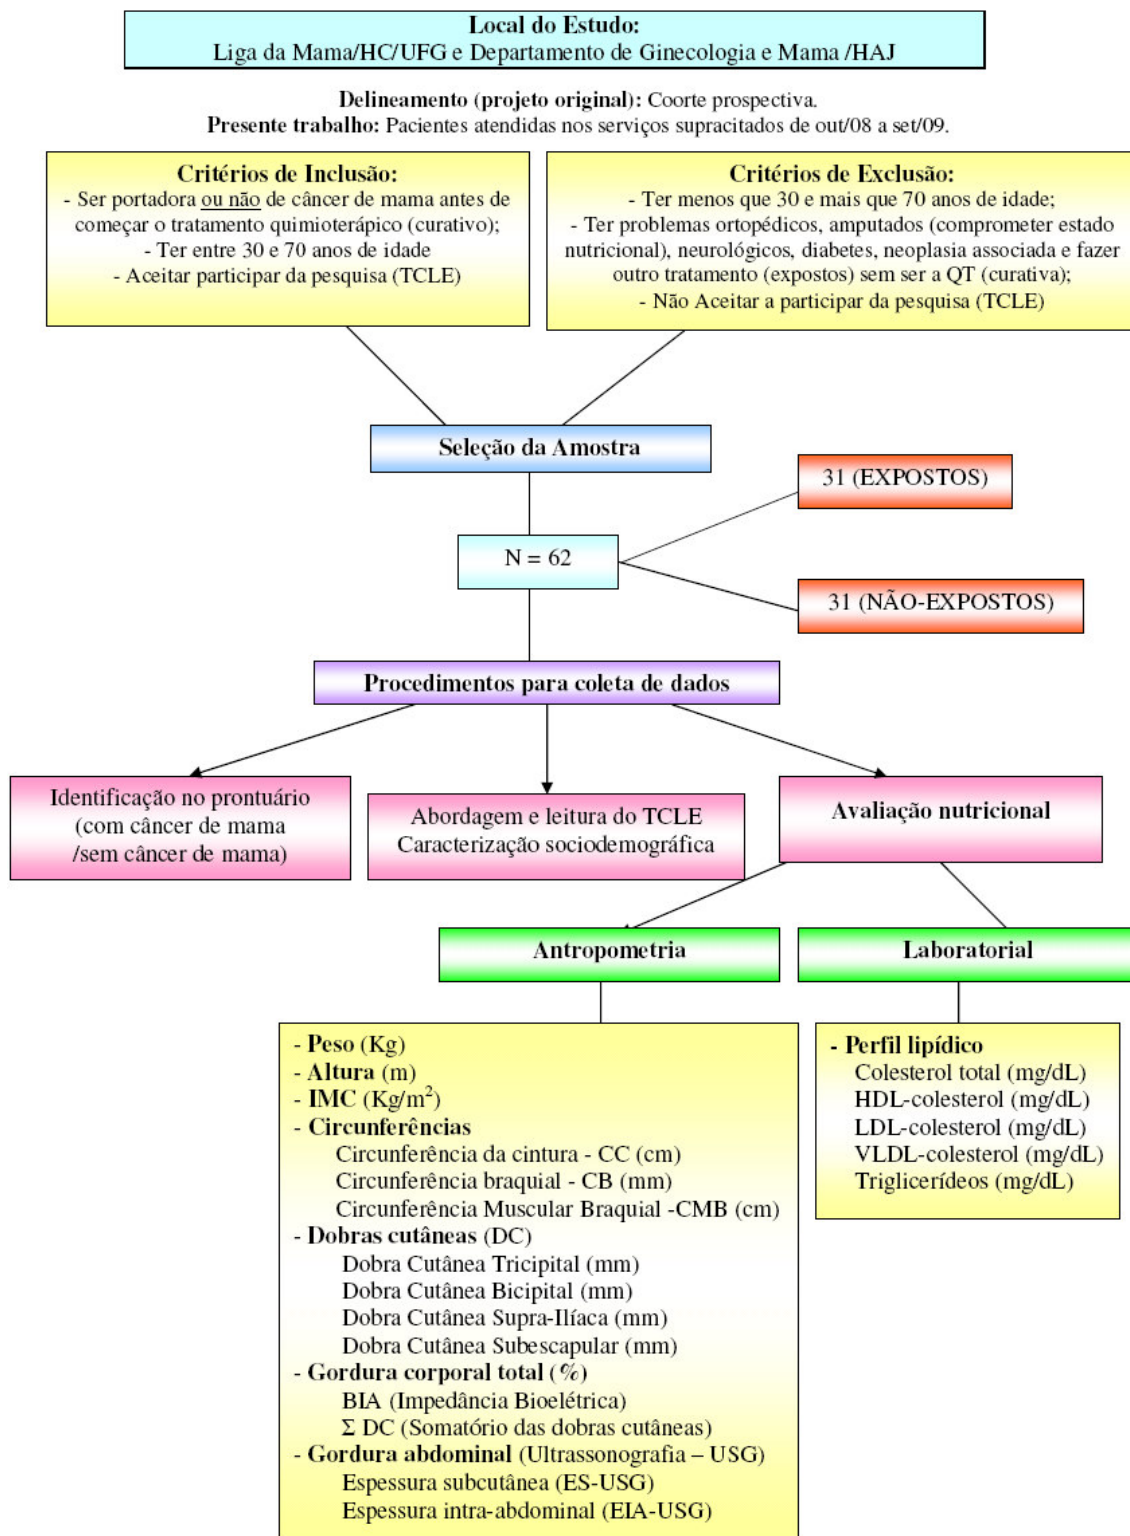 Local do Estudo:
Liga da Mama/HC/UFG e Departamento de Ginecologia e Mama /HAJ
Delineamento (projeto original): Coorte prospectiva.
Presente trabalho: Pacientes atendidas nos serviços supracitados de out/08 a set/09.
Critérios de Inclusão:
- Ser portadora ou não de câncer de mama antes de
começar o tratamento quimioterápico (curativo);
- Ter entre 30 e 70 anos de idade
- Aceitar participar da pesquisa (TCLE)
Critérios de Exclusão:
- Ter menos que 30 e mais que 70 anos de idade;
- Ter problemas ortopédicos, amputados (comprometer estado
nutricional), neurológicos, diabetes, neoplasia associada e fazer
outro tratamento (expostos) sem ser a QT (curativa);
- Não Aceitar a participar da pesquisa (TCLE)
Seleção da Amostra
31 (EXPOSTOS)
N = 62
31 (NÃO-EXPOSTOS)
Procedimentos para coleta de dados
Identificação no prontuário
(com câncer de mama
/sem câncer de mama)
Abordagem e leitura do TCLE
Caracterização sociodemográfica
Avaliação nutricional
Antropometria
Laboratorial
- Peso (Kg)
- Altura (m)
- IMC (Kg/m²)
- Circunferências
Circunferência da cintura - CC (cm)
Circunferência braquial - CB (mm)
Circunferência Muscular Braquial -CMB (cm)
- Dobras cutâneas (DC)
Dobra Cutânea Tricipital (mm)
Dobra Cutânea Bicipital (mm)
Dobra Cutânea Supra-Ilíaca (mm)
Dobra Cutânea Subescapular (mm)
- Gordura corporal total (%)
BIA (Impedância Bioelétrica)
Σ DC (Somatório das dobras cutâneas)
- Gordura abdominal (Ultrassonografia – USG)
Espessura subcutânea (ES-USG)
Espessura intra-abdominal (EIA-USG)
- Perfil lipídico
Colesterol total (mg/dL)
HDL-colesterol (mg/dL)
LDL-colesterol (mg/dL)
VLDL-colesterol (mg/dL)
Triglicerídeos (mg/dL)